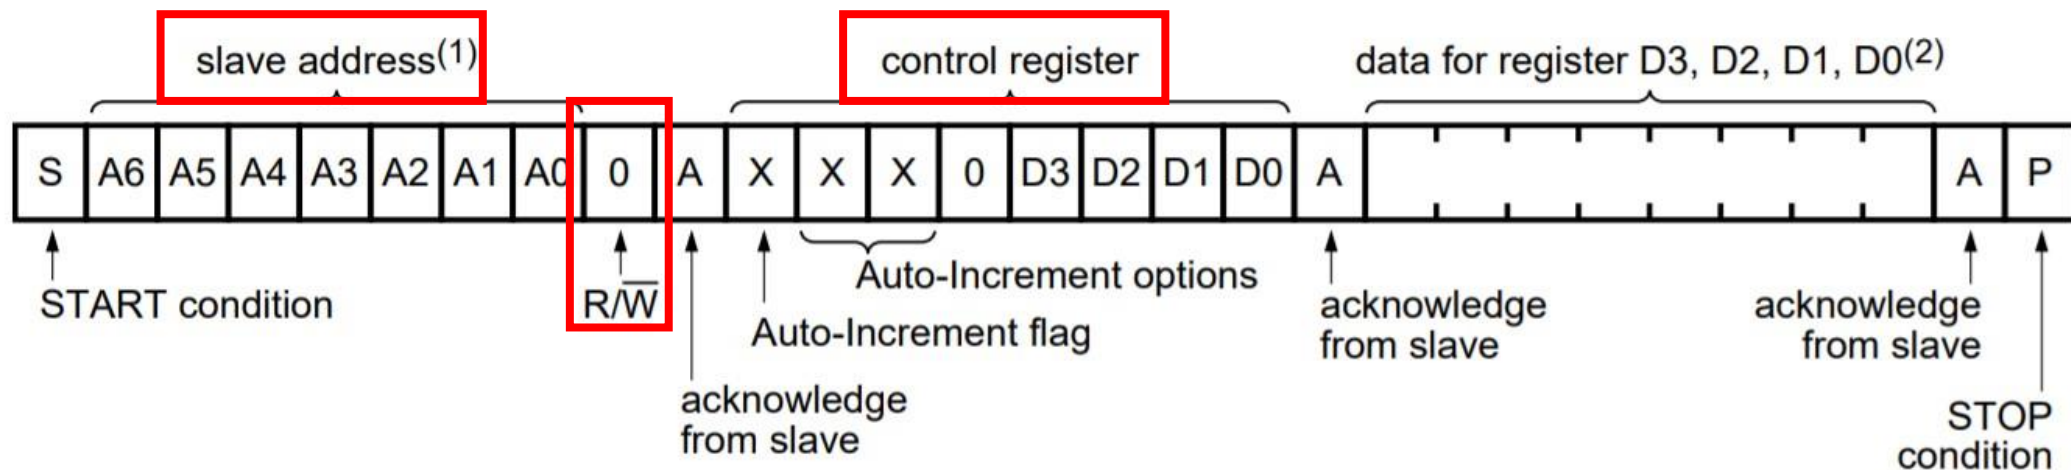 slave address(1)
control register
data for register D3, D2, D1, D0(2)
S A6 A5 A4 A3 A2 A1 A0 0 A X X X 0 D3 D2 D1 D0 A A P
START condition
R/W̅
Auto-Increment options
Auto-Increment flag
acknowledge
from slave
acknowledge
from slave
acknowledge
from slave
STOP
condition